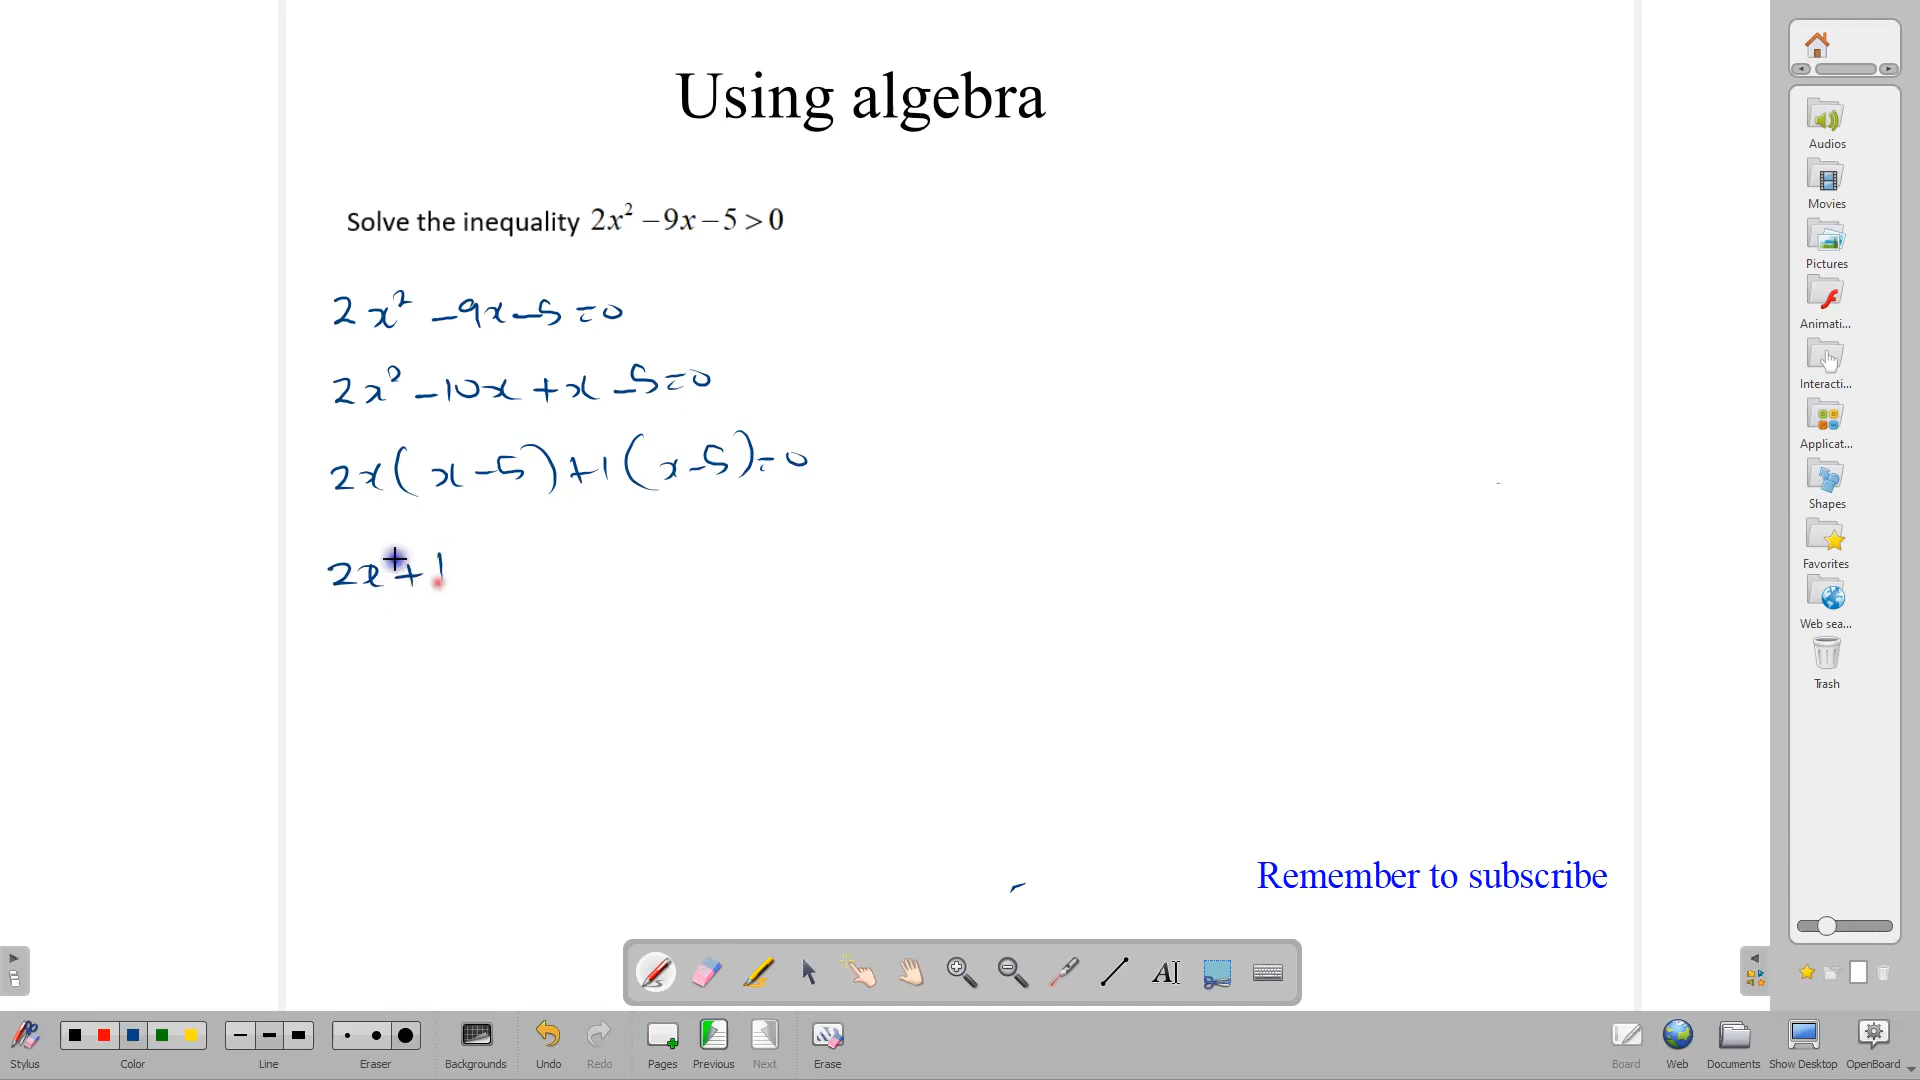 Using algebra
Solve the inequality 2x² − 9x − 5 > 0
2x² − 9x − 5 = 0
2x² − 10x + x − 5 = 0
2x(x − 5) + 1(x − 5) = 0
2x + 1
Remember to subscribe
Audios
Movies
Pictures
Animati...
Interacti...
Applicat...
Shapes
Favorites
Web sea...
Trash
Stylus
Color
Line
Eraser
Backgrounds
Undo
Redo
Pages
Previous
Next
Erase
Board
Web
Documents
Show Desktop
OpenBoard